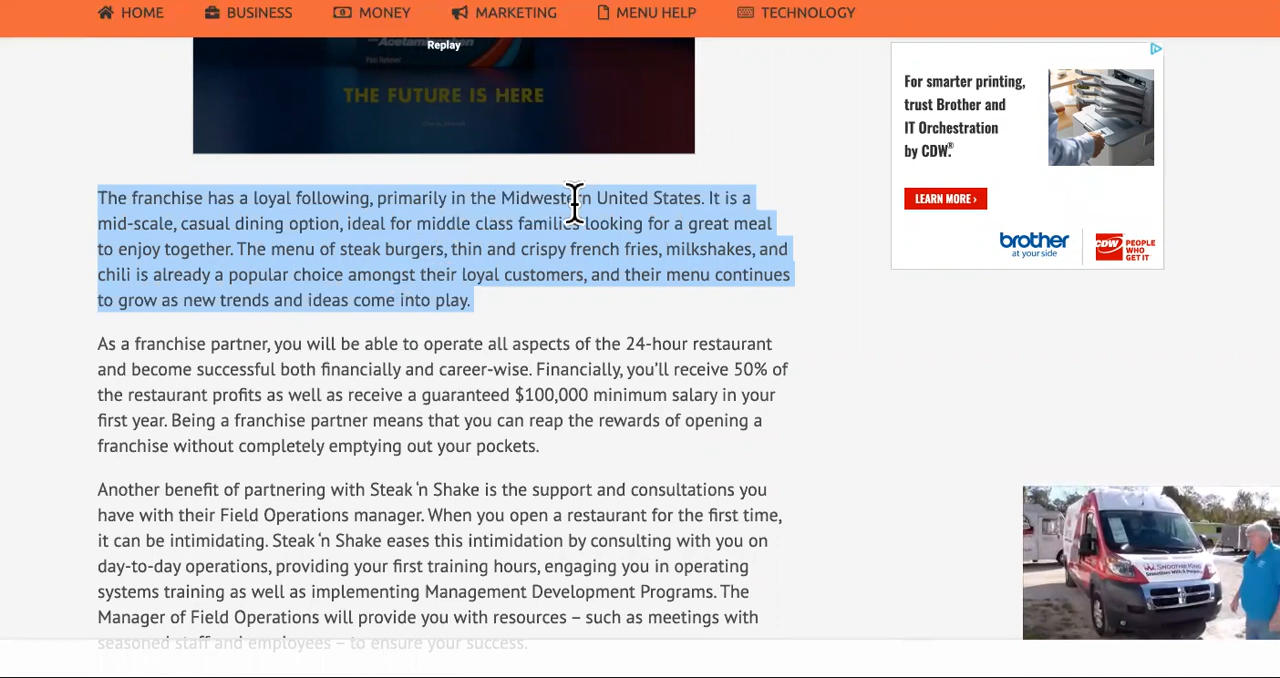 HOME BUSINESS MONEY MARKETING MENU HELP TECHNOLOGY
Acetaminophen
Replay
Pain Reliever
THE FUTURE IS HERE
For smarter printing,
trust Brother and
IT Orchestration
by CDW.®
LEARN MORE ›
brother
at your side
CDW PEOPLE
WHO
GET IT
The franchise has a loyal following, primarily in the Midwestern United States. It is a
mid-scale, casual dining option, ideal for middle class families looking for a great meal
to enjoy together. The menu of steak burgers, thin and crispy french fries, milkshakes, and
chili is already a popular choice amongst their loyal customers, and their menu continues
to grow as new trends and ideas come into play.
As a franchise partner, you will be able to operate all aspects of the 24-hour restaurant
and become successful both financially and career-wise. Financially, you’ll receive 50% of
the restaurant profits as well as receive a guaranteed $100,000 minimum salary in your
first year. Being a franchise partner means that you can reap the rewards of opening a
franchise without completely emptying out your pockets.
Another benefit of partnering with Steak ‘n Shake is the support and consultations you
have with their Field Operations manager. When you open a restaurant for the first time,
it can be intimidating. Steak ‘n Shake eases this intimidation by consulting with you on
day-to-day operations, providing your first training hours, engaging you in operating
systems training as well as implementing Management Development Programs. The
Manager of Field Operations will provide you with resources – such as meetings with
seasoned staff and employees – to ensure your success.
SMOOTHIE KING
Smoothies With A Purpose